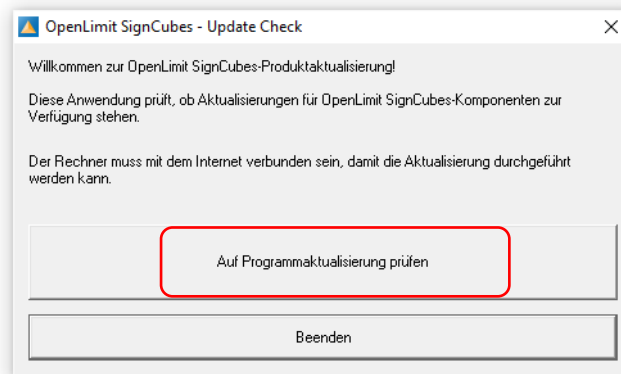 OpenLimit SignCubes - Update Check
Willkommen zur OpenLimit SignCubes-Produktaktualisierung!
Diese Anwendung prüft, ob Aktualisierungen für OpenLimit SignCubes-Komponenten zur
Verfügung stehen.
Der Rechner muss mit dem Internet verbunden sein, damit die Aktualisierung durchgeführt
werden kann.
Auf Programmaktualisierung prüfen
Beenden